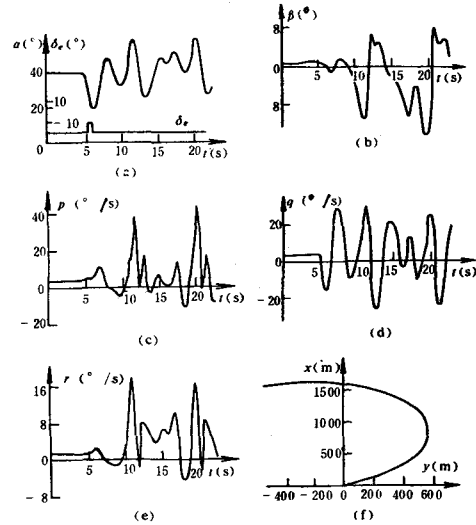 α(°) δₑ(°)
40
20
10
-10
0
δₑ
5 10 15 20 t(s)
(a)
β(°)
8
0
8
5 10 15 20 t(s)
(b)
p (° /s)
40
20
0
-20
5 10 15 20 t(s)
(c)
q (° /s)
20
0
-20
5 10 15 20 t(s)
(d)
r (° /s)
16
8
0
-8
5 10 15 20 t(s)
(e)
x(m)
1500
1000
500
y(m)
-400 -200 0 200 400 600
(f)